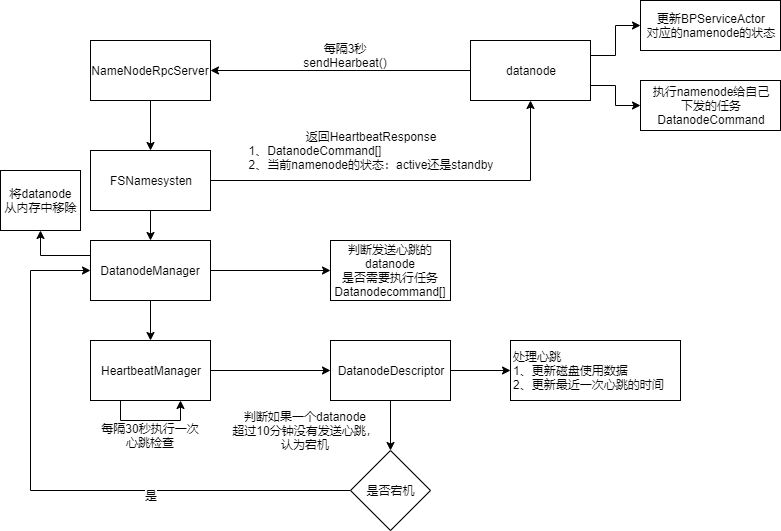 更新BPServiceActor
对应的namenode的状态
每隔3秒
sendHearbeat()
NameNodeRpcServer
datanode
执行namenode给自己
下发的任务
DatanodeCommand
返回HeartbeatResponse
1、DatanodeCommand[]
2、当前namenode的状态：active还是standby
FSNamesysten
将datanode
从内存中移除
DatanodeManager
判断发送心跳的
datanode
是否需要执行任务
Datanodecommand[]
HeartbeatManager
DatanodeDescriptor
处理心跳
1、更新磁盘使用数据
2、更新最近一次心跳的时间
每隔30秒执行一次
心跳检查
判断如果一个datanode
超过10分钟没有发送心跳，
认为宕机
是否宕机
是